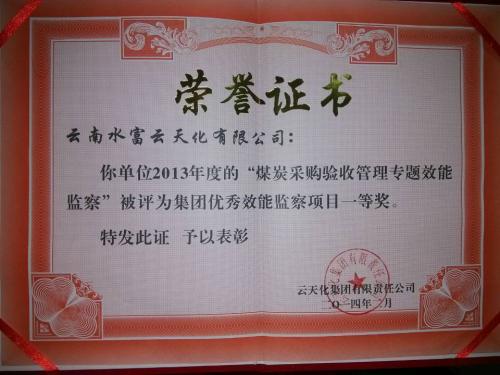 荣誉证书
云南水富云天化有限公司：
你单位2013年度的“煤炭采购验收管理专题效能
监察”被评为集团优秀效能监察项目一等奖。
特发此证 予以表彰
云天化集团有限责任公司
二〇一四年二月